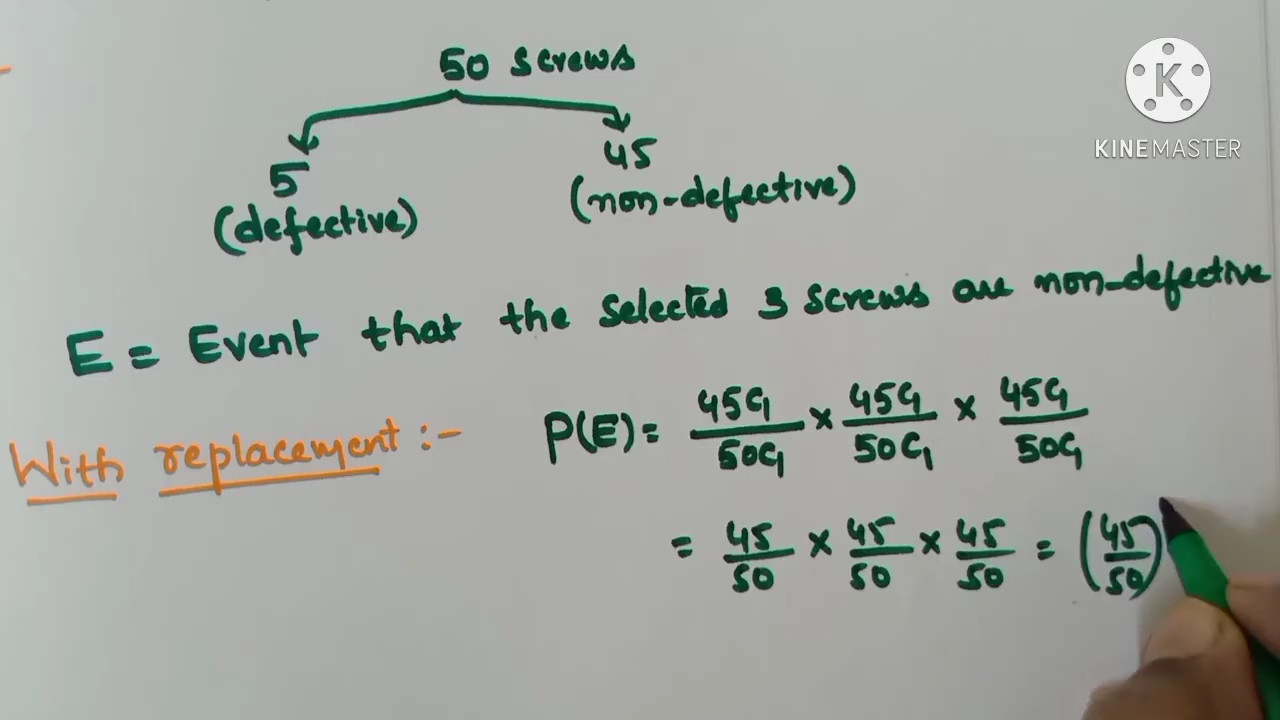 50 screws
KINEMASTER
5
45
(defective)
(non-defective)
E = Event that the selected 3 screws are non-defective
With replacement :-
P(E) = 45C₁/50C₁ × 45C₁/50C₁ × 45C₁/50C₁
= 45/50 × 45/50 × 45/50 = (45/50)